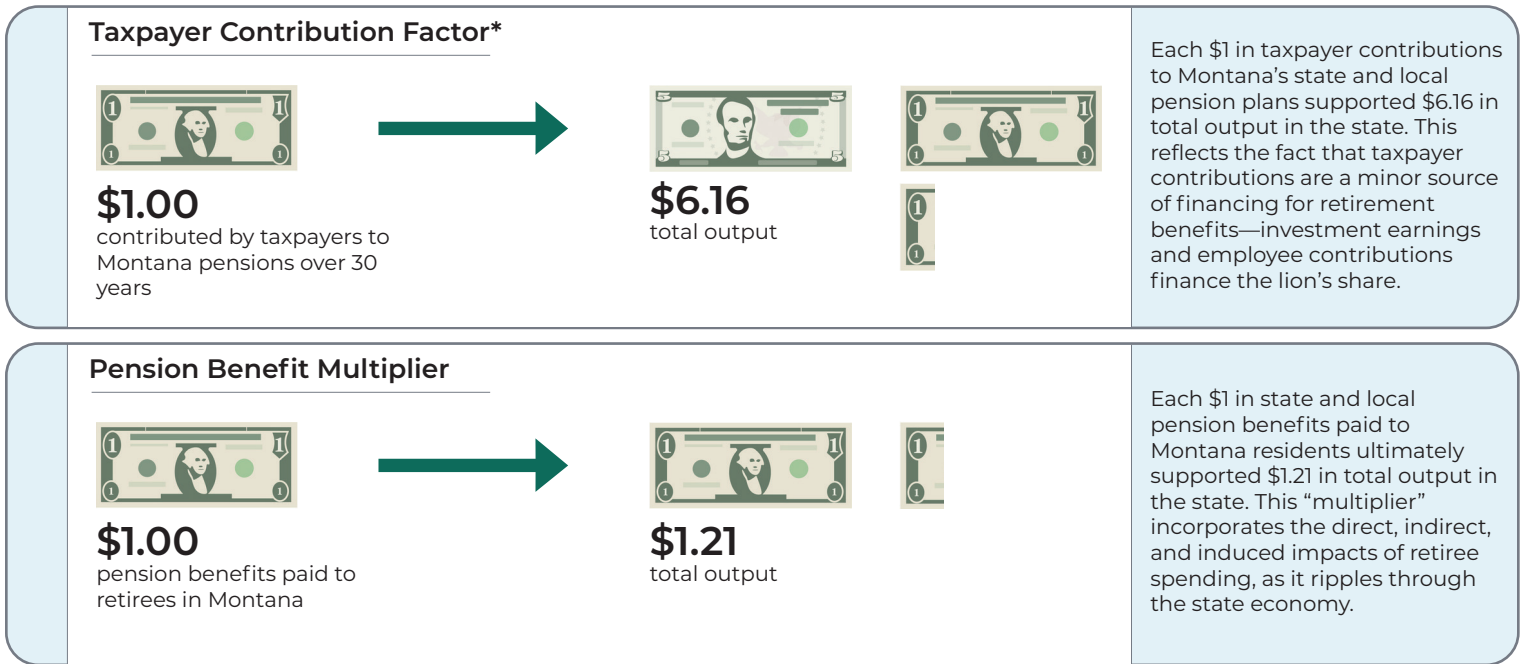 Taxpayer Contribution Factor*
$1.00
contributed by taxpayers to
Montana pensions over 30
years
$6.16
total output
Each $1 in taxpayer contributions
to Montana’s state and local
pension plans supported $6.16 in
total output in the state. This
reflects the fact that taxpayer
contributions are a minor source
of financing for retirement
benefits—investment earnings
and employee contributions
finance the lion’s share.
Pension Benefit Multiplier
$1.00
pension benefits paid to
retirees in Montana
$1.21
total output
Each $1 in state and local
pension benefits paid to
Montana residents ultimately
supported $1.21 in total output in
the state. This “multiplier”
incorporates the direct, indirect,
and induced impacts of retiree
spending, as it ripples through
the state economy.